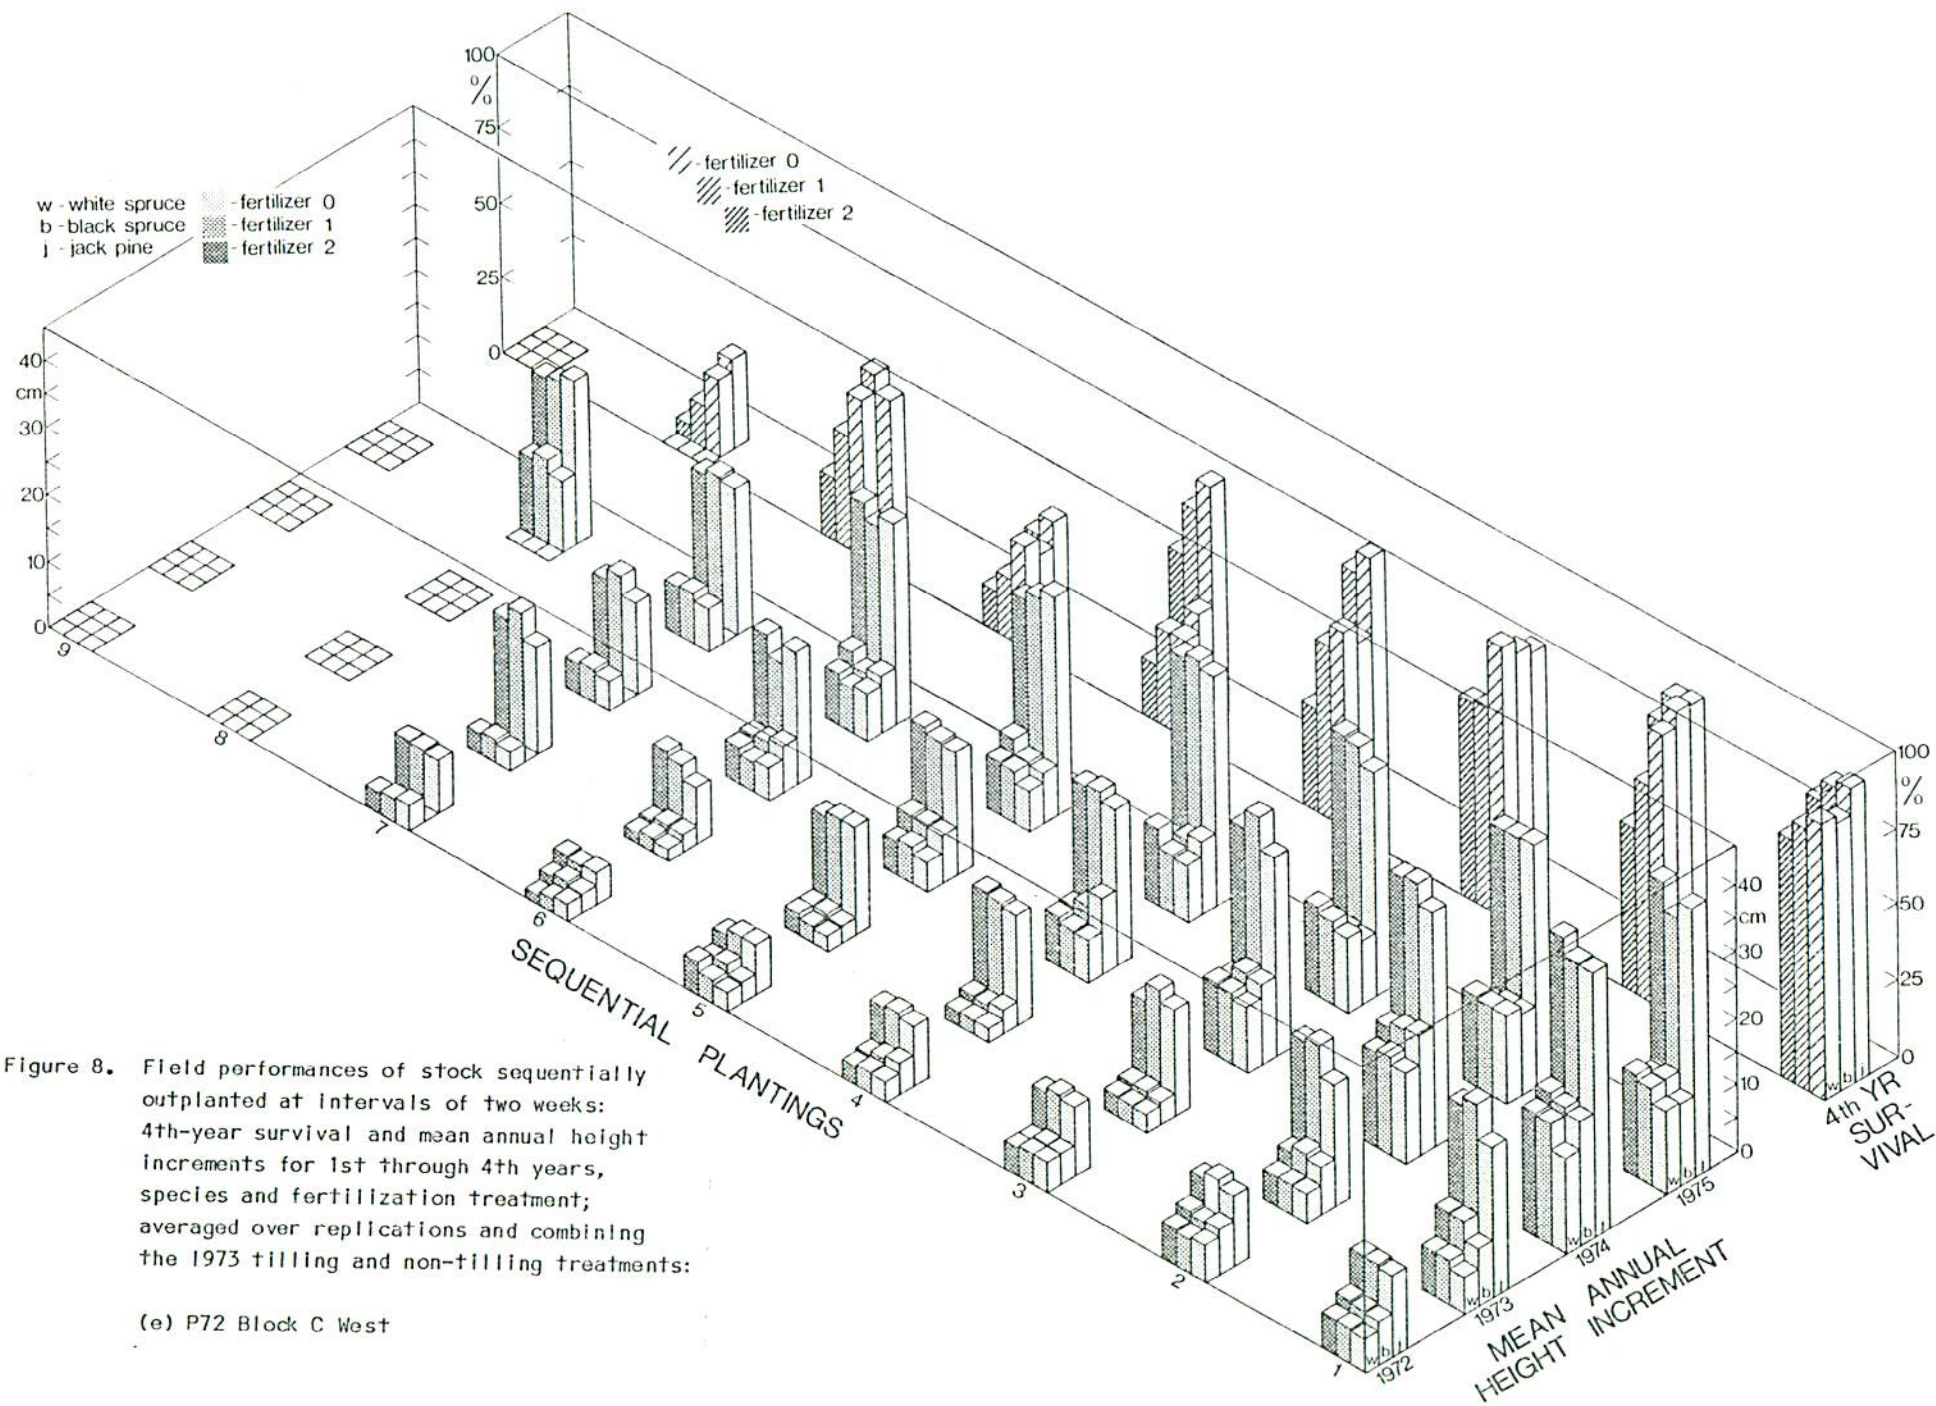 100
%
75
50
25
0
fertilizer 0
fertilizer 1
fertilizer 2
w - white spruce
b - black spruce
j - jack pine
- fertilizer 0
- fertilizer 1
- fertilizer 2
40
cm
30
20
10
0
9
8
7
6
5
4
3
2
1
SEQUENTIAL PLANTINGS
100
%
75
50
25
0
w b j
4th YR
SUR-
VIVAL
40
cm
30
20
10
0
w b j
1975
w b j
1974
w b j
1973
w b j
1972
MEAN ANNUAL
HEIGHT INCREMENT
Figure 8. Field performances of stock sequentially
outplanted at intervals of two weeks:
4th-year survival and mean annual height
increments for 1st through 4th years,
species and fertilization treatment;
averaged over replications and combining
the 1973 tilling and non-tilling treatments:
(e) P72 Block C West